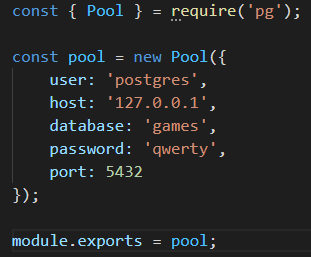 const { Pool } = require('pg');
const pool = new Pool({
    user: 'postgres',
    host: '127.0.0.1',
    database: 'games',
    password: 'qwerty',
    port: 5432
});
module.exports = pool;